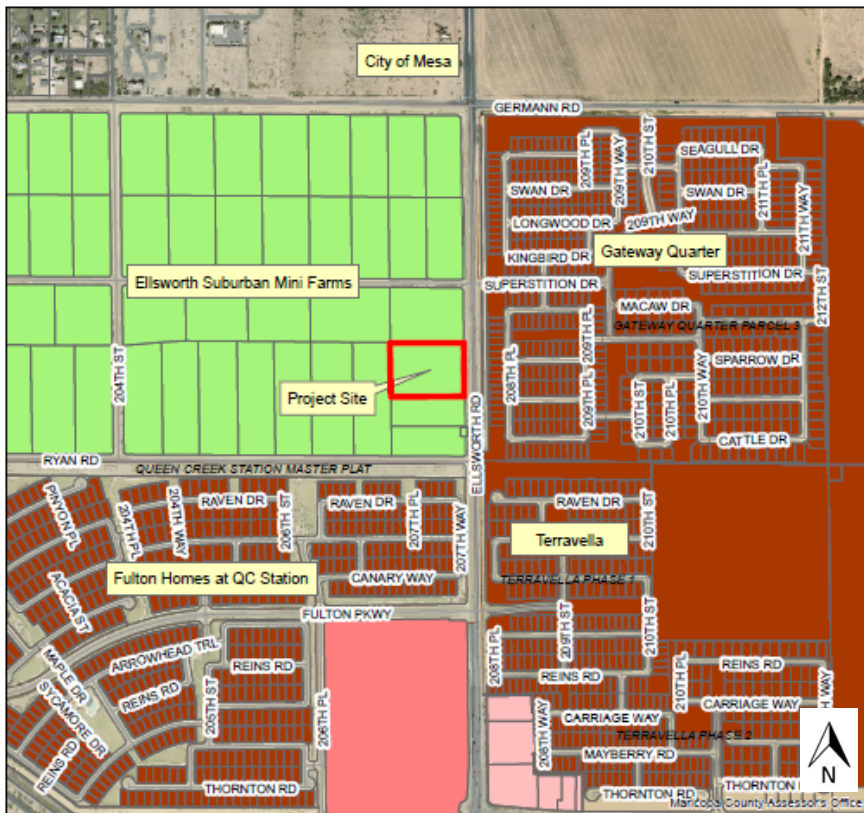 City of Mesa
GERMANN RD
209TH PL
209TH WAY
210TH ST
SEAGULL DR
SWAN DR
SWAN DR
211TH PL
211TH WAY
LONGWOOD DR
209TH WAY
Gateway Quarter
KINGBIRD DR
SUPERSTITION DR
SUPERSTITION DR
212TH ST
Ellsworth Suburban Mini Farms
MACAW DR
GATEWAY QUARTER PARCEL 3
208TH PL
209TH PL
SPARROW DR
204TH ST
Project Site
209TH PL
210TH ST
210TH PL
210TH WAY
CATTLE DR
ELLSWORTH RD
RYAN RD
QUEEN CREEK STATION MASTER PLAT
PINYON PL
204TH PL
204TH WAY
RAVEN DR
206TH ST
RAVEN DR
207TH PL
207TH WAY
RAVEN DR
210TH ST
Terravella
ACACIA ST
Fulton Homes at QC Station
CANARY WAY
TERRAVELLA PHASE 1
FULTON PKWY
209TH ST
210TH ST
MAPLE DR
ARROWHEAD TRL
REINS RD
208TH PL
REINS RD
210TH PL
REINS RD
SYCAMORE DR
REINS RD
205TH ST
206TH PL
208TH WAY
CARRIAGE WAY
CARRIAGE WAY
TERRAVELLA PHASE 2
MAYBERRY RD
REINS RD
THORNTON RD
THORNTON RD
THORNTON R
N
Maricopa County Assessor's Office